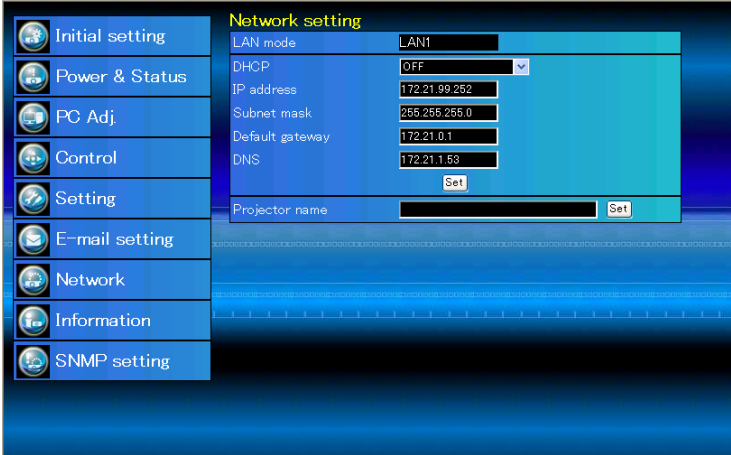 Initial setting
Power & Status
PC Adj.
Control
Setting
E-mail setting
Network
Information
SNMP setting
Network setting
LAN mode LAN1
DHCP OFF
IP address 172.21.99.252
Subnet mask 255.255.255.0
Default gateway 172.21.0.1
DNS 172.21.1.53
Set
Projector name Set